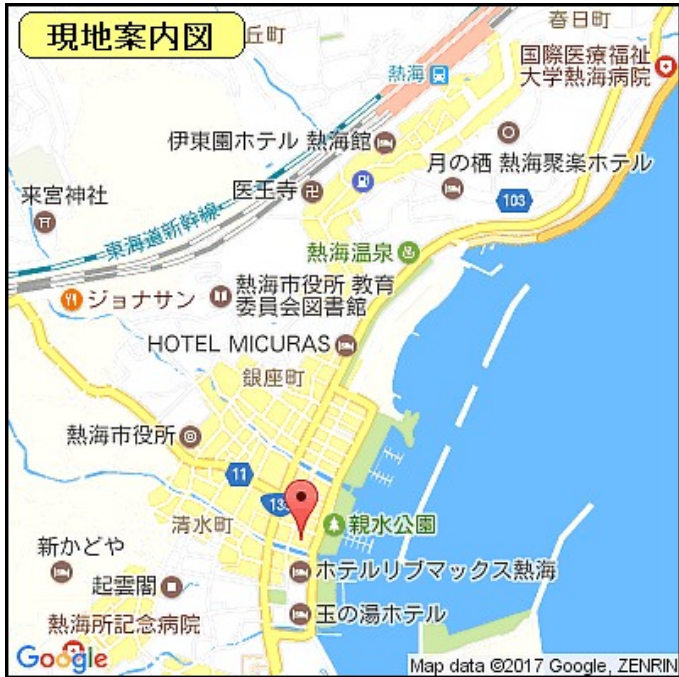 現地案内図
丘町
春日町
国際医療福祉
大学熱海病院
熱海
伊東園ホテル 熱海館
月の栖 熱海聚楽ホテル
医王寺
来宮神社
103
東海道新幹線
熱海温泉
ジョナサン
熱海市役所 教育
委員会図書館
HOTEL MICURAS
銀座町
熱海市役所
11
135
清水町
親水公園
新かどや
ホテルリブマックス熱海
起雲閣
玉の湯ホテル
熱海所記念病院
Google
Map data ©2017 Google, ZENRIN